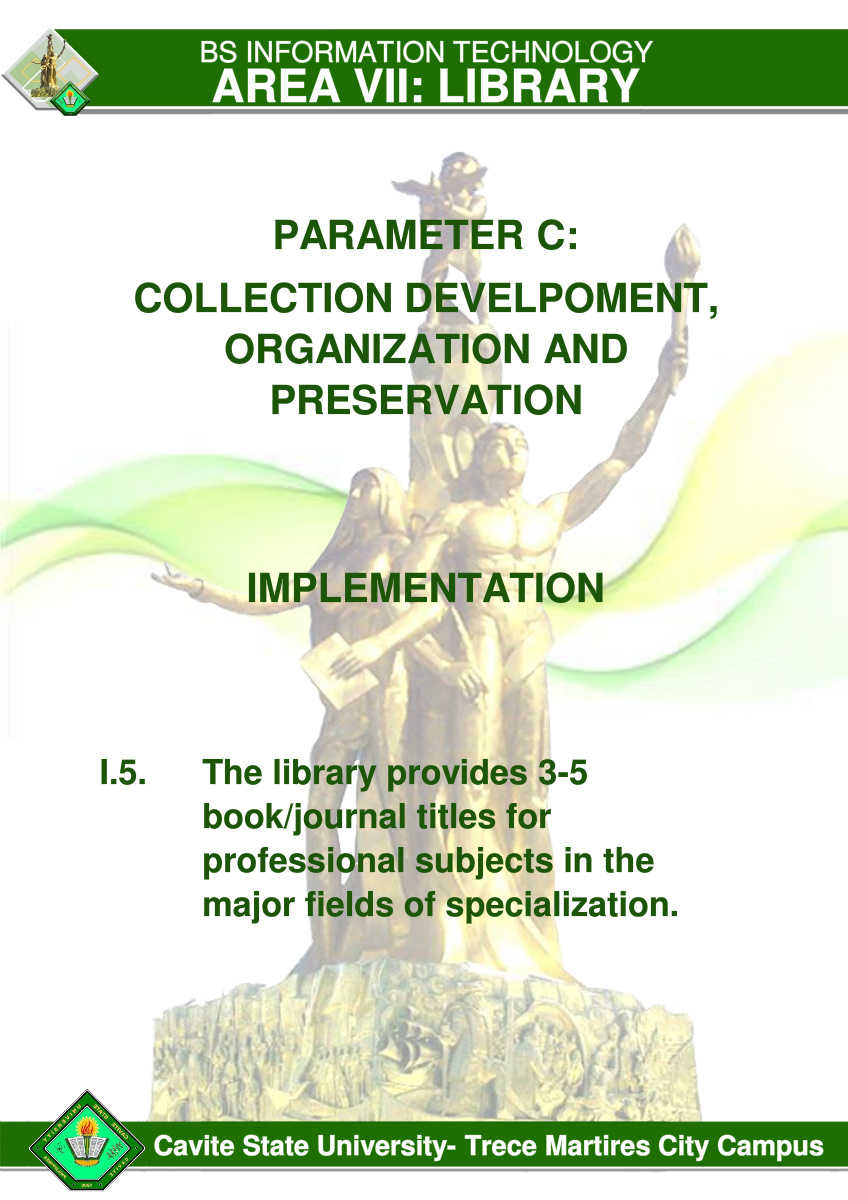 BS INFORMATION TECHNOLOGY
AREA VII: LIBRARY
PARAMETER C:
COLLECTION DEVELPOMENT,
ORGANIZATION AND
PRESERVATION
IMPLEMENTATION
I.5. The library provides 3-5
book/journal titles for
professional subjects in the
major fields of specialization.
Cavite State University- Trece Martires City Campus